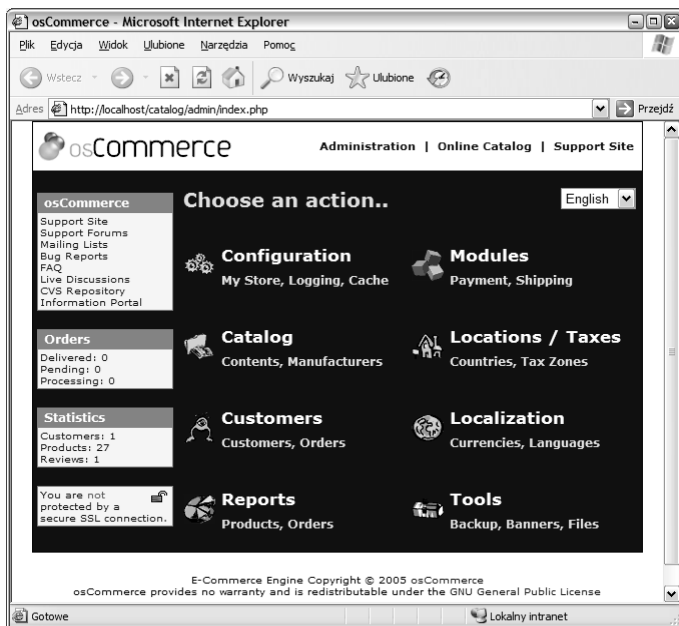 osCommerce - Microsoft Internet Explorer
Plik Edycja Widok Ulubione Narzędzia Pomoc
Wstecz Wyszukaj Ulubione
Adres http://localhost/catalog/admin/index.php Przejdź
osCommerce Administration | Online Catalog | Support Site
osCommerce
Support Site
Support Forums
Mailing Lists
Bug Reports
FAQ
Live Discussions
CVS Repository
Information Portal
Orders
Delivered: 0
Pending: 0
Processing: 0
Statistics
Customers: 1
Products: 27
Reviews: 1
You are not
protected by a
secure SSL connection.
Choose an action.. English
Configuration
My Store, Logging, Cache
Modules
Payment, Shipping
Catalog
Contents, Manufacturers
Locations / Taxes
Countries, Tax Zones
Customers
Customers, Orders
Localization
Currencies, Languages
Reports
Products, Orders
Tools
Backup, Banners, Files
E-Commerce Engine Copyright © 2005 osCommerce
osCommerce provides no warranty and is redistributable under the GNU General Public License
Gotowe Lokalny intranet